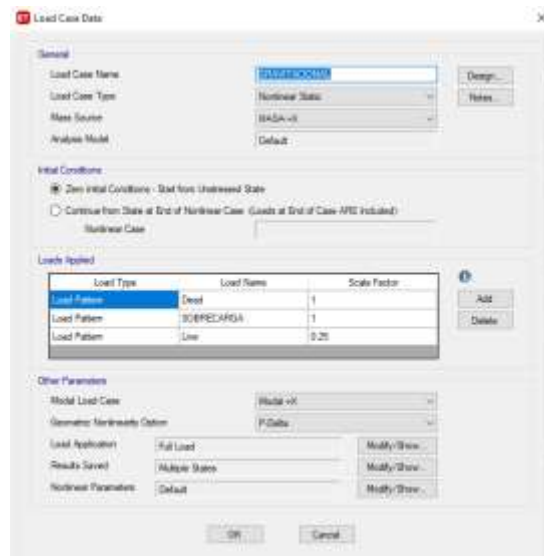 ET Load Case Data X
General
Load Case Name GRAVITACIONAL Design...
Load Case Type Nonlinear Static Notes...
Mass Source MASA+X
Analysis Model Default
Initial Conditions
Zero Initial Conditions - Start from Unstressed State
Continue from State at End of Nonlinear Case (Loads at End of Case ARE Included)
Nonlinear Case
Loads Applied
Load Type Load Name Scale Factor
Load Pattern Dead 1 Add
Load Pattern SOBRECARGA 1 Delete
Load Pattern Live 0.25
Other Parameters
Modal Load Case Modal +X
Geometric Nonlinearity Option P-Delta
Load Application Full Load Modify/Show...
Results Saved Multiple States Modify/Show...
Nonlinear Parameters Default Modify/Show...
OK Cancel